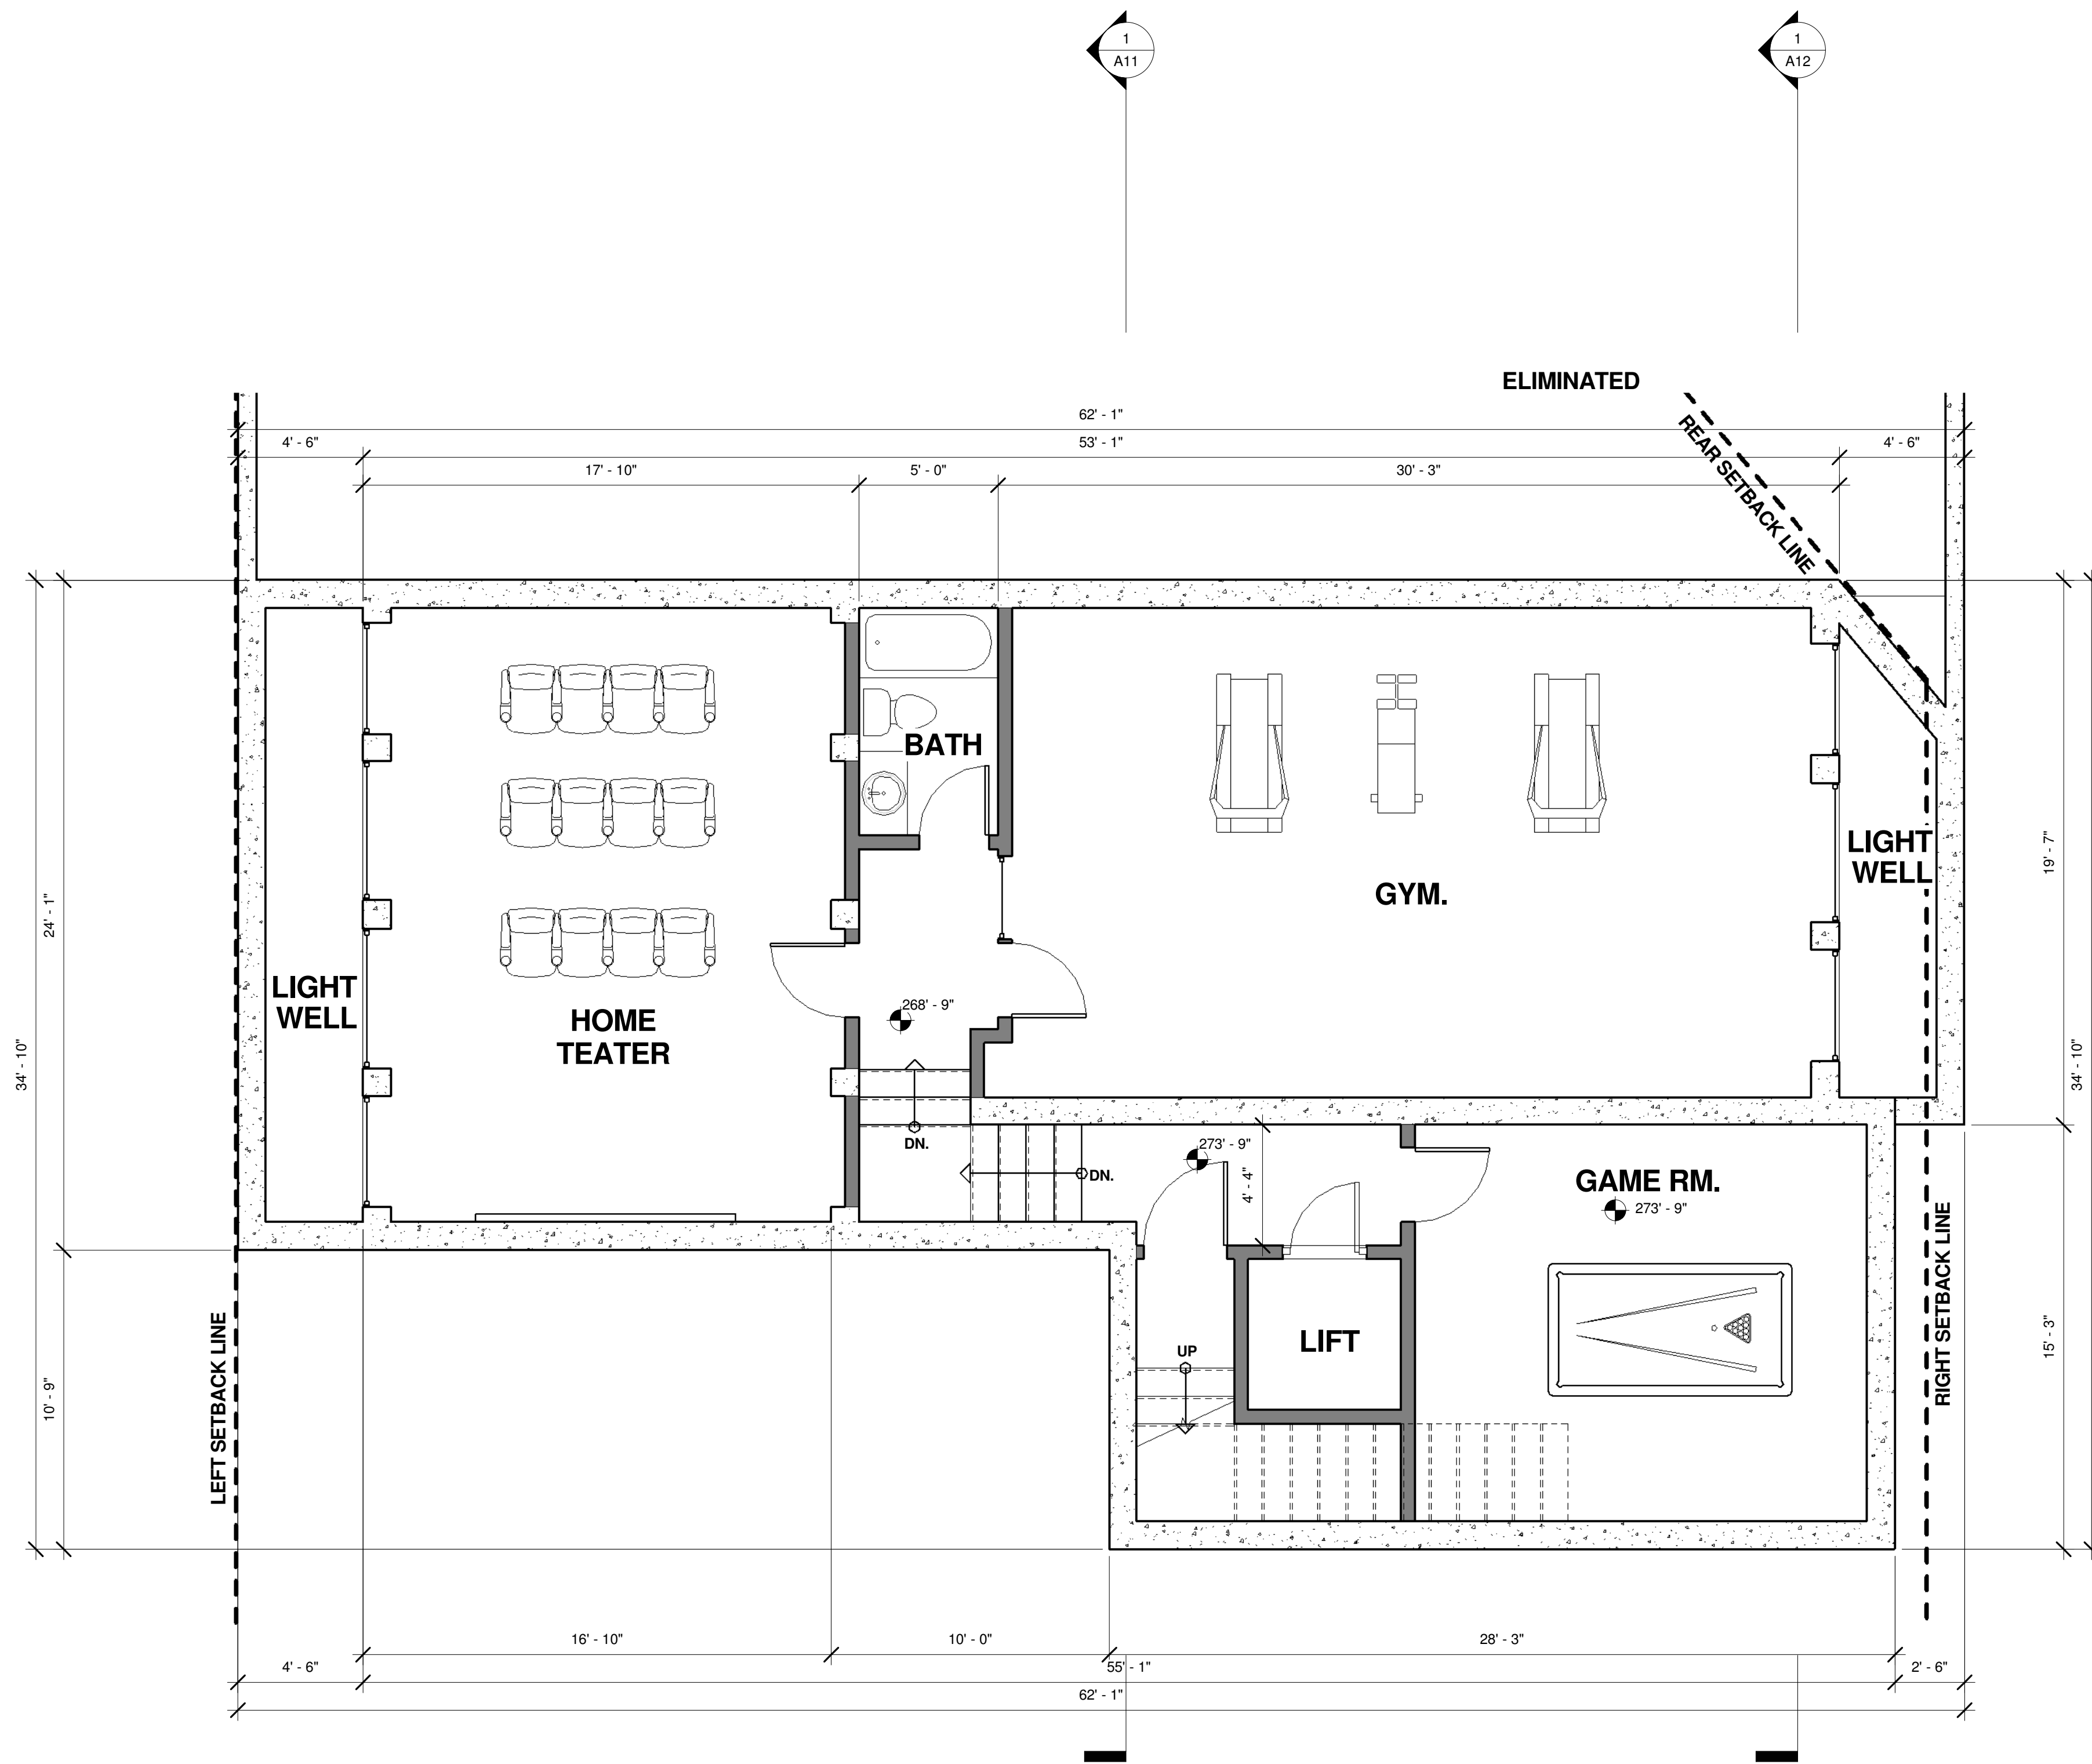 1
A11
1
A12
ELIMINATED
62' - 1"
4' - 6"
53' - 1"
4' - 6"
17' - 10"
5' - 0"
30' - 3"
REAR SETBACK LINE
BATH
LIGHT
WELL
GYM.
19' - 7"
24' - 1"
34' - 10"
LIGHT
WELL
HOME
TEATER
268' - 9"
34' - 10"
DN.
DN.
273' - 9"
4' - 4"
GAME RM.
273' - 9"
RIGHT SETBACK LINE
LEFT SETBACK LINE
10' - 9"
UP
LIFT
15' - 3"
16' - 10"
10' - 0"
28' - 3"
4' - 6"
55' - 1"
2' - 6"
62' - 1"